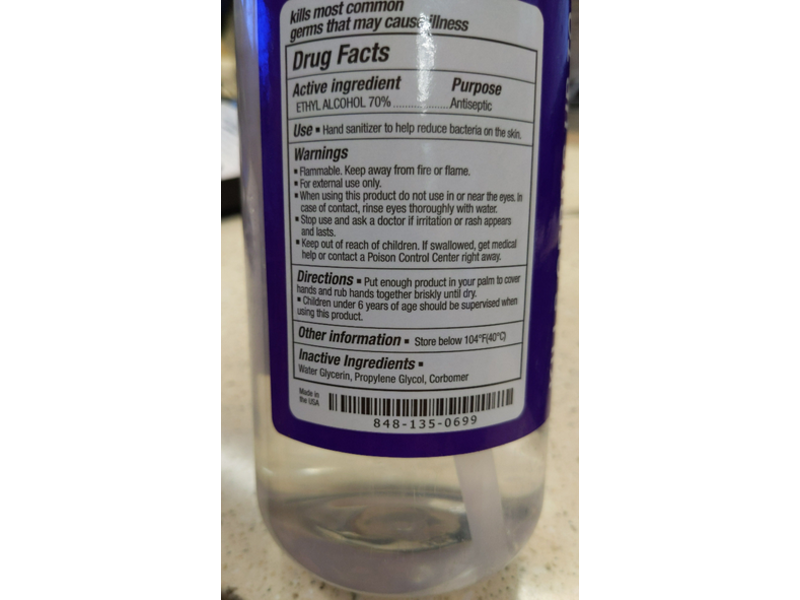 kills most common
germs that may cause illness
Drug Facts
Active ingredient Purpose
ETHYL ALCOHOL 70% ..................... Antiseptic
Use ▪ Hand sanitizer to help reduce bacteria on the skin.
Warnings
▪ Flammable. Keep away from fire or flame.
▪ For external use only.
▪ When using this product do not use in or near the eyes. In
case of contact, rinse eyes thoroughly with water.
▪ Stop use and ask a doctor if irritation or rash appears
and lasts.
▪ Keep out of reach of children. If swallowed, get medical
help or contact a Poison Control Center right away.
Directions ▪ Put enough product in your palm to cover
hands and rub hands together briskly until dry.
▪ Children under 6 years of age should be supervised when
using this product.
Other information ▪ Store below 104°F(40°C)
Inactive Ingredients ▪
Water Glycerin, Propylene Glycol, Corbomer
Made in
the USA
848-135-0699